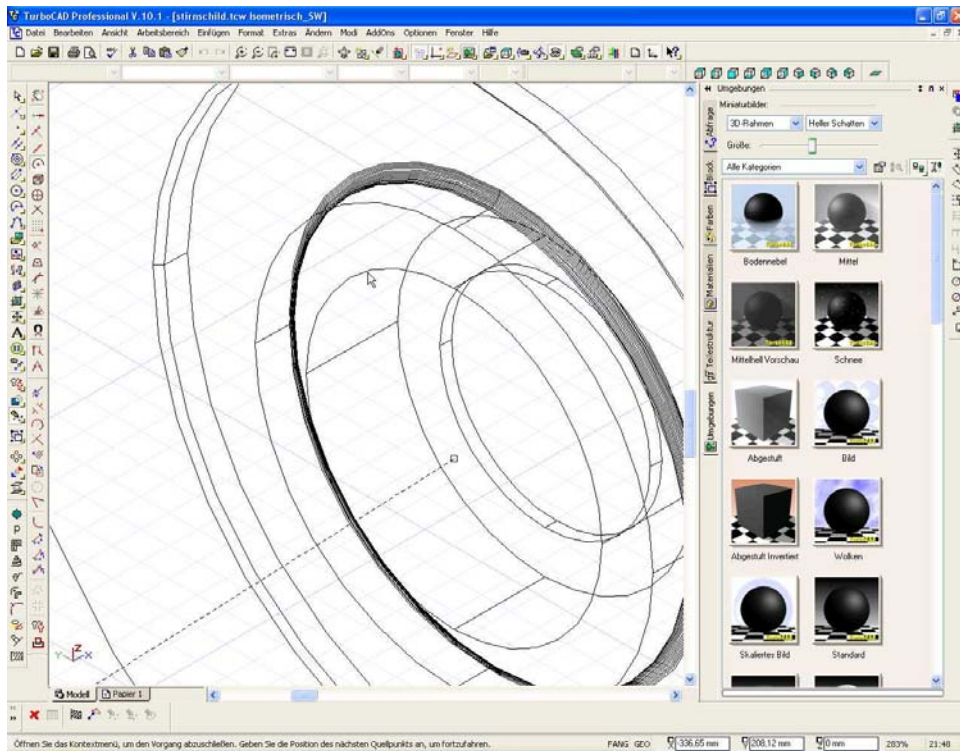 TurboCAD Professional V.10.1 - [stirnschild.tcw Isometrisch_SW]
Datei Bearbeiten Ansicht Arbeitsbereich Einfügen Format Extras Ändern Modi AddOns Optionen Fenster Hilfe
Umgebungen
Miniaturbilder:
3D-Rahmen Heller Schatten
Größe:
Alle Kategorien
Abfrage
Block
Farben
Materialien
Teilestruktur
Umgebungen
Bodennebel Mittel
Mittelhell Vorschau Schnee
Abgestuft Bild
Abgestuft Invertiert Wolken
Skaliertes Bild Standard
Z
Y X
Modell Papier 1
Öffnen Sie das Kontextmenü, um den Vorgang abzuschließen. Geben Sie die Position des nächsten Quellpunkts an, um fortzufahren. FANG GEO -336,65 mm 208,12 mm 0 mm 283% 21:48